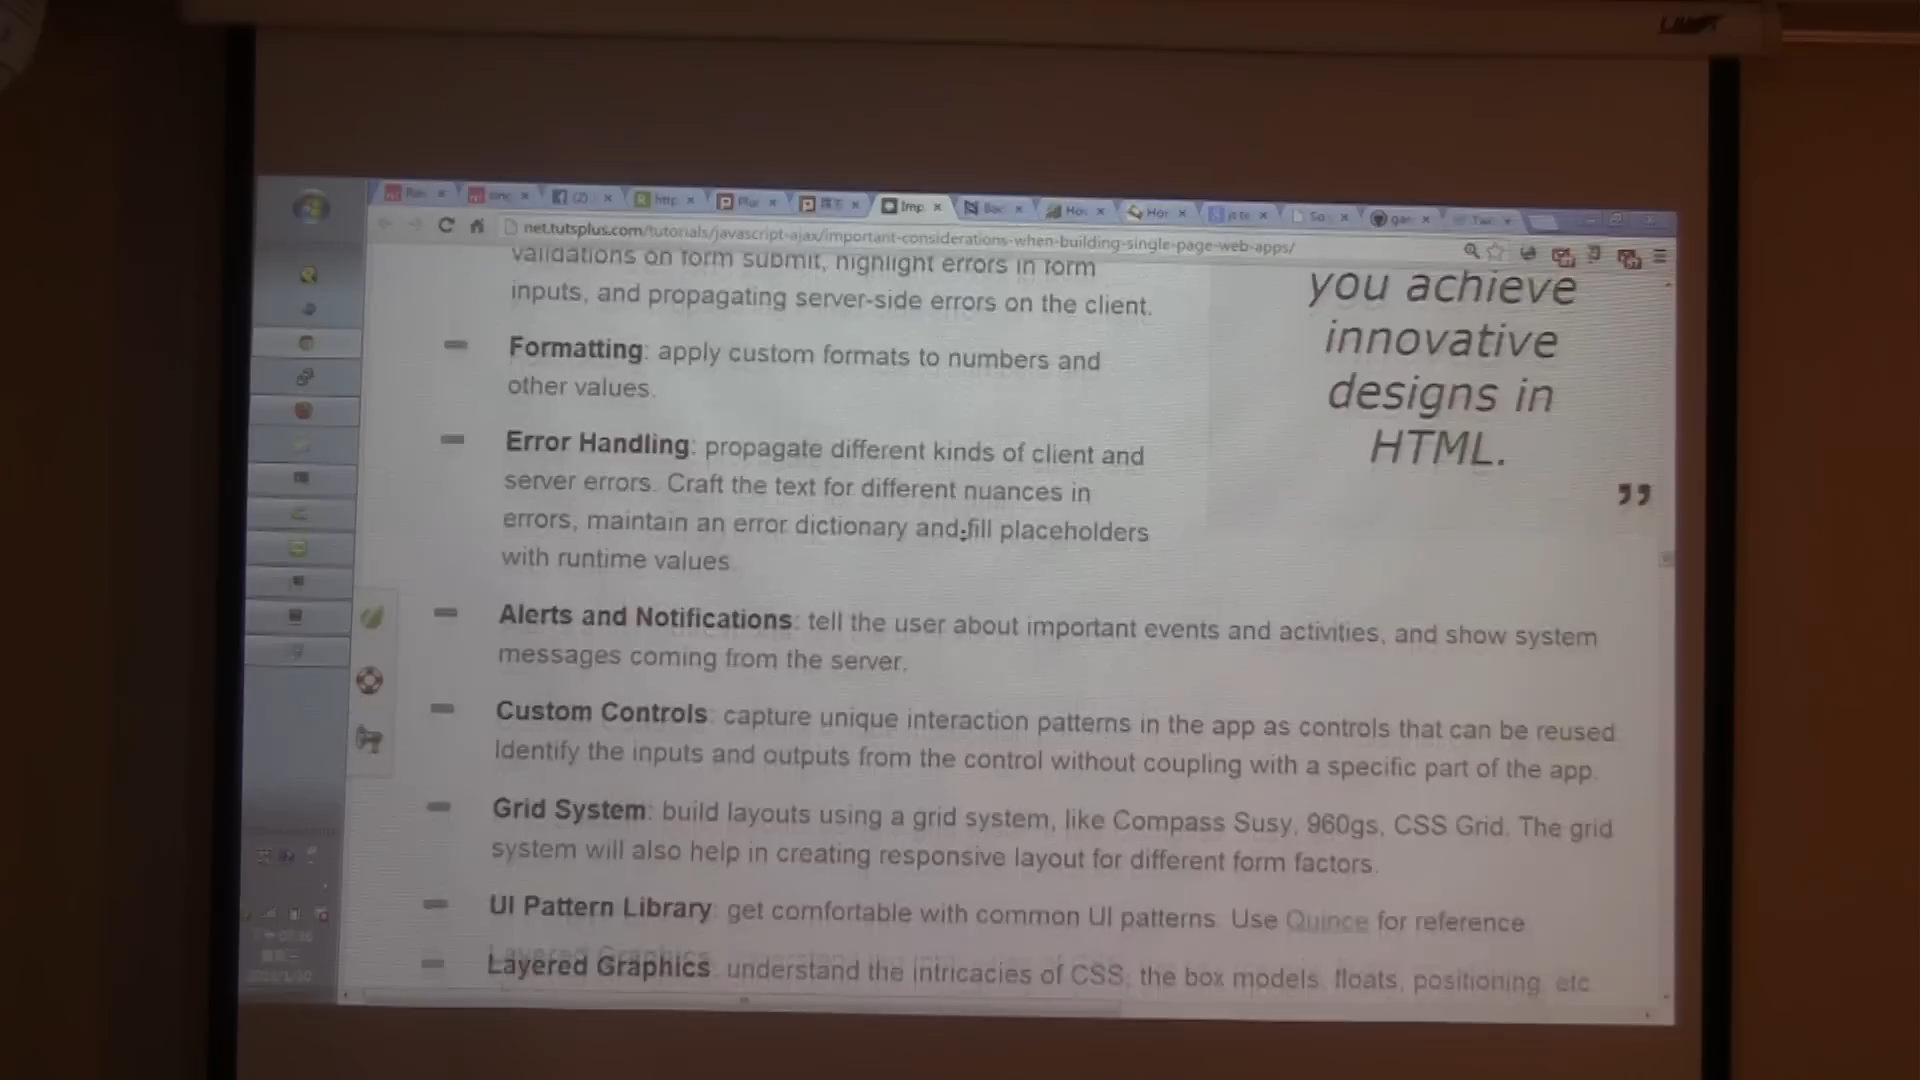 Imp
http
net.tutsplus.com/tutorials/javascript-ajax/important-considerations-when-building-single-page-web-apps/
validations on form submit, highlight errors in form
inputs, and propagating server-side errors on the client.
Formatting: apply custom formats to numbers and
other values.
Error Handling: propagate different kinds of client and
server errors. Craft the text for different nuances in
errors, maintain an error dictionary and fill placeholders
with runtime values.
you achieve
innovative
designs in
HTML.
”
Alerts and Notifications: tell the user about important events and activities, and show system
messages coming from the server.
Custom Controls: capture unique interaction patterns in the app as controls that can be reused.
Identify the inputs and outputs from the control without coupling with a specific part of the app.
Grid System: build layouts using a grid system, like Compass Susy, 960gs, CSS Grid. The grid
system will also help in creating responsive layout for different form factors.
UI Pattern Library: get comfortable with common UI patterns. Use Quince for reference
Layered Graphics: understand the intricacies of CSS, the box models, floats, positioning, etc